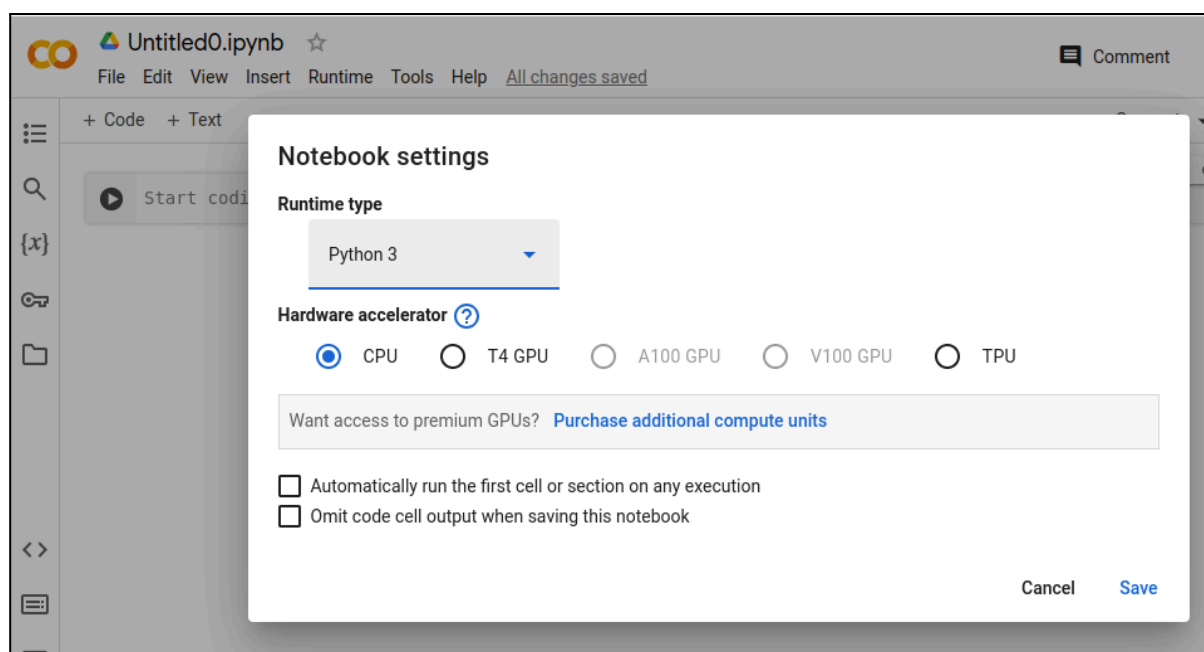 CO Untitled0.ipynb
Comment
File Edit View Insert Runtime Tools Help All changes saved
+ Code + Text
Notebook settings
Start codi
Runtime type
{x}
Python 3
Hardware accelerator ?
CPU T4 GPU A100 GPU V100 GPU TPU
Want access to premium GPUs? Purchase additional compute units
Automatically run the first cell or section on any execution
Omit code cell output when saving this notebook
<>
Cancel Save